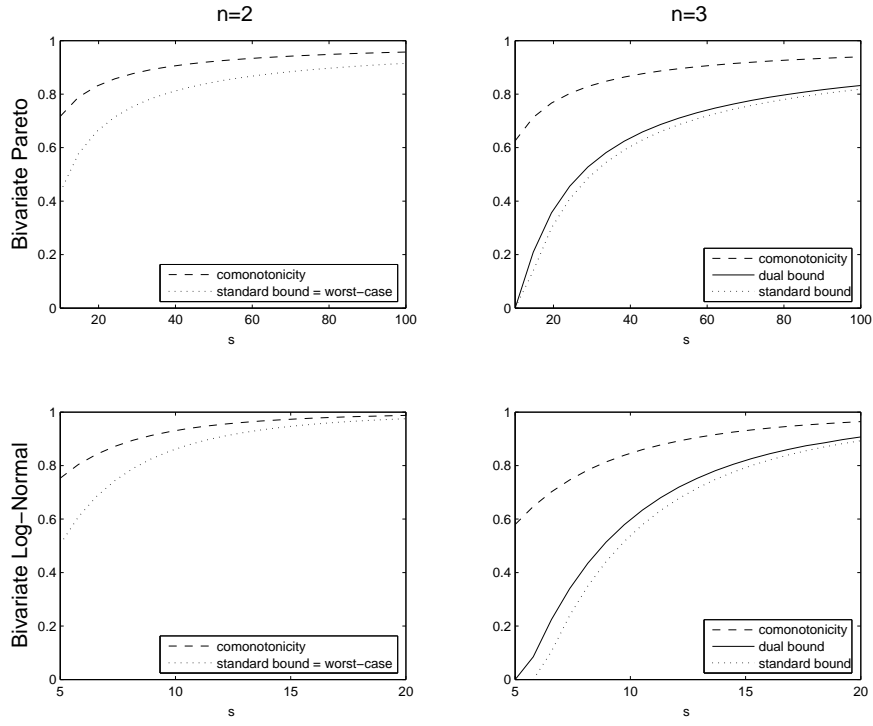 n=2
n=3
Bivariate Pareto
1
0.8
0.6
0.4
0.2
0
20
40
60
80
100
s
comonotonicity
standard bound = worst-case
1
0.8
0.6
0.4
0.2
0
20
40
60
80
100
s
comonotonicity
dual bound
standard bound
Bivariate Log-Normal
1
0.8
0.6
0.4
0.2
0
5
10
15
20
s
comonotonicity
standard bound = worst-case
1
0.8
0.6
0.4
0.2
0
5
10
15
20
s
comonotonicity
dual bound
standard bound